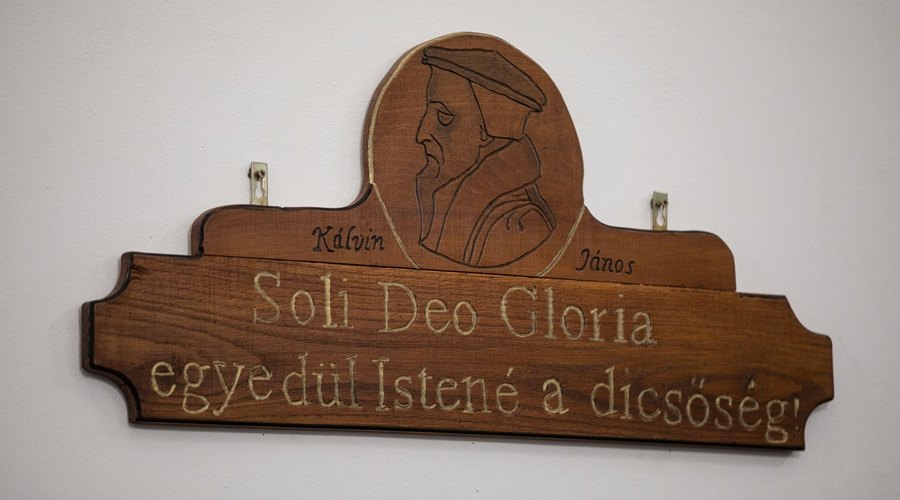 Kálvin János
Soli Deo Gloria
egyedül Istené a dicsőség!